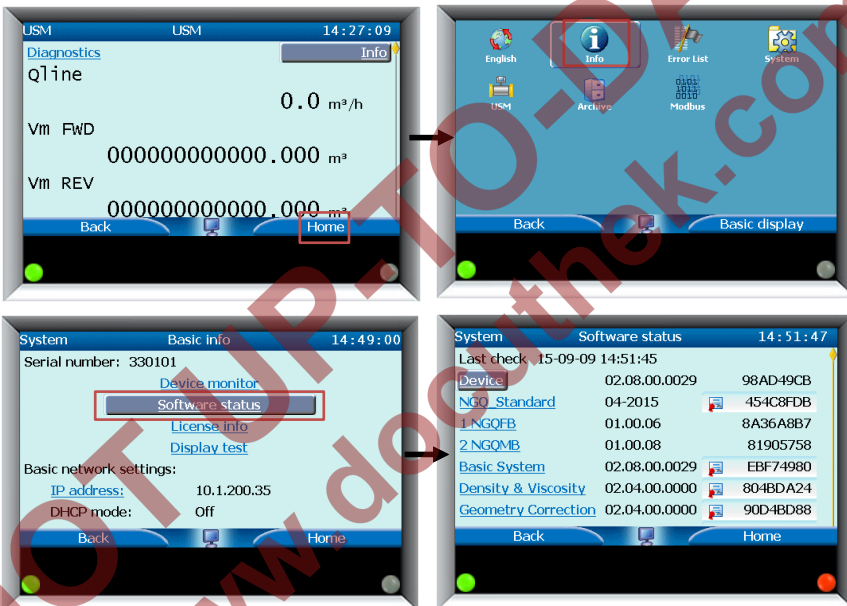 USM USM 14:27:09
Diagnostics Info
Qline
0.0 m³/h
Vm FWD
000000000000.000 m³
Vm REV
000000000000.000 m³
Back Home
English Info Error List System
USM Archive Modbus
Back Basic display
System Basic info 14:49:00
Serial number: 330101
Device monitor
Software status
License info
Display test
Basic network settings:
IP address: 10.1.200.35
DHCP mode: Off
Back Home
System Software status 14:51:47
Last check 15-09-09 14:51:45
Device 02.08.00.0029 98AD49CB
NGQ_Standard 04-2015 454C8FDB
1 NGQFB 01.00.06 8A36A8B7
2 NGQMB 01.00.08 81905758
Basic System 02.08.00.0029 EBF74980
Density & Viscosity 02.04.00.0000 804BDA24
Geometry Correction 02.04.00.0000 90D4BD88
Back Home
NOT UP-TO-DA
www.docuthek.com